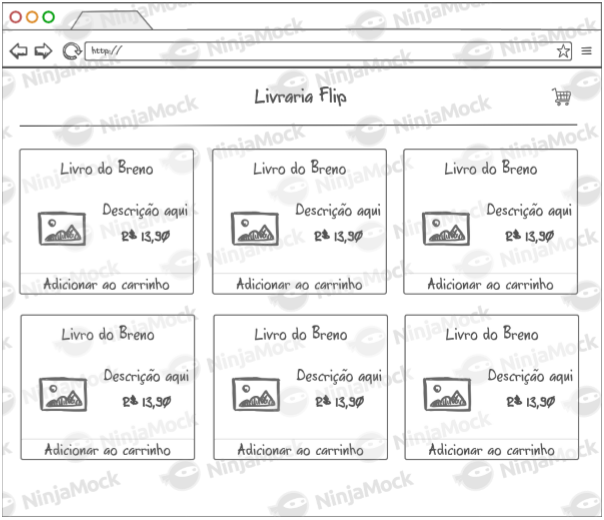 http://
Livraria Flip
Livro do Breno
Descrição aqui
R$ 13,90
Adicionar ao carrinho
Livro do Breno
Descrição aqui
R$ 13,90
Adicionar ao carrinho
Livro do Breno
Descrição aqui
R$ 13,90
Adicionar ao carrinho
Livro do Breno
Descrição aqui
R$ 13,90
Adicionar ao carrinho
Livro do Breno
Descrição aqui
R$ 13,90
Adicionar ao carrinho
Livro do Breno
Descrição aqui
R$ 13,90
Adicionar ao carrinho
NinjaMock